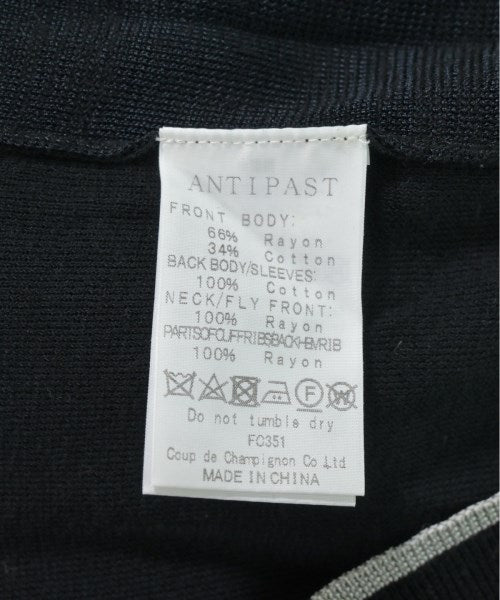 ANTIPAST
FRONT BODY:
66% Rayon
34% Cotton
BACK BODY/SLEEVES:
100% Cotton
NECK/FLY FRONT:
100% Rayon
PARTSOFCUFFRIBSBACKHEMRIB
100% Rayon
F W
Do not tumble dry
FC351
Coup de Champignon Co.,Ltd
MADE IN CHINA